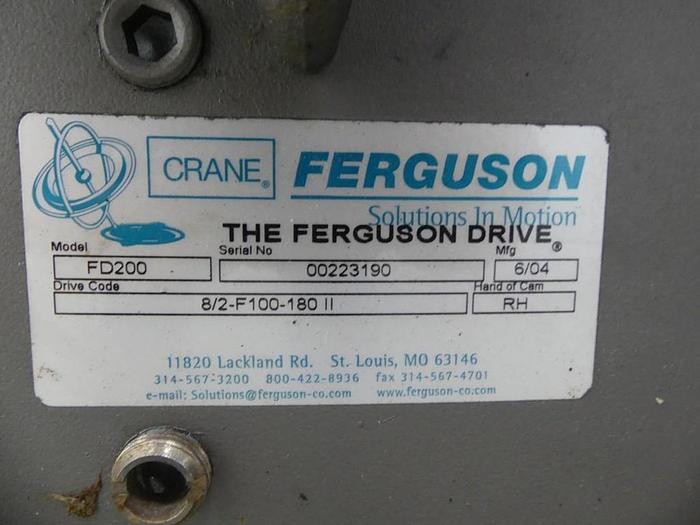 CRANE® FERGUSON
Solutions In Motion
THE FERGUSON DRIVE®
Model Serial No Mfg
FD200 00223190 6/04
Drive Code Hand of Cam
8/2-F100-180 II RH
11820 Lackland Rd. St. Louis, MO 63146
314-567-3200 800-422-8936 fax 314-567-4701
e-mail: Solutions@ferguson-co.com www.ferguson-co.com